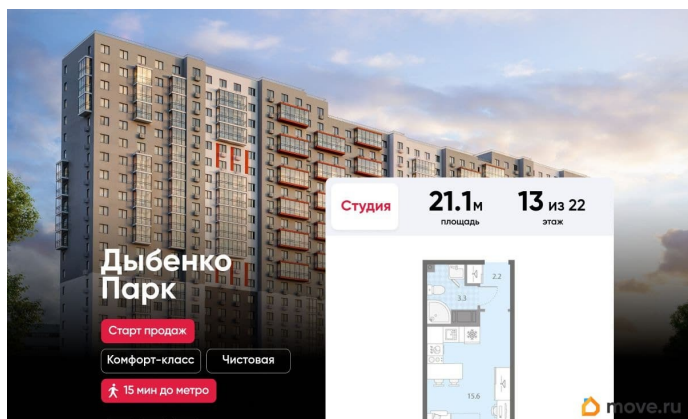 Студия
21.1м
площадь
13 из 22
этаж
Дыбенко
Парк
Старт продаж
Комфорт-класс
Чистовая
15 мин до метро
2.2
3.3
15.6
move.ru